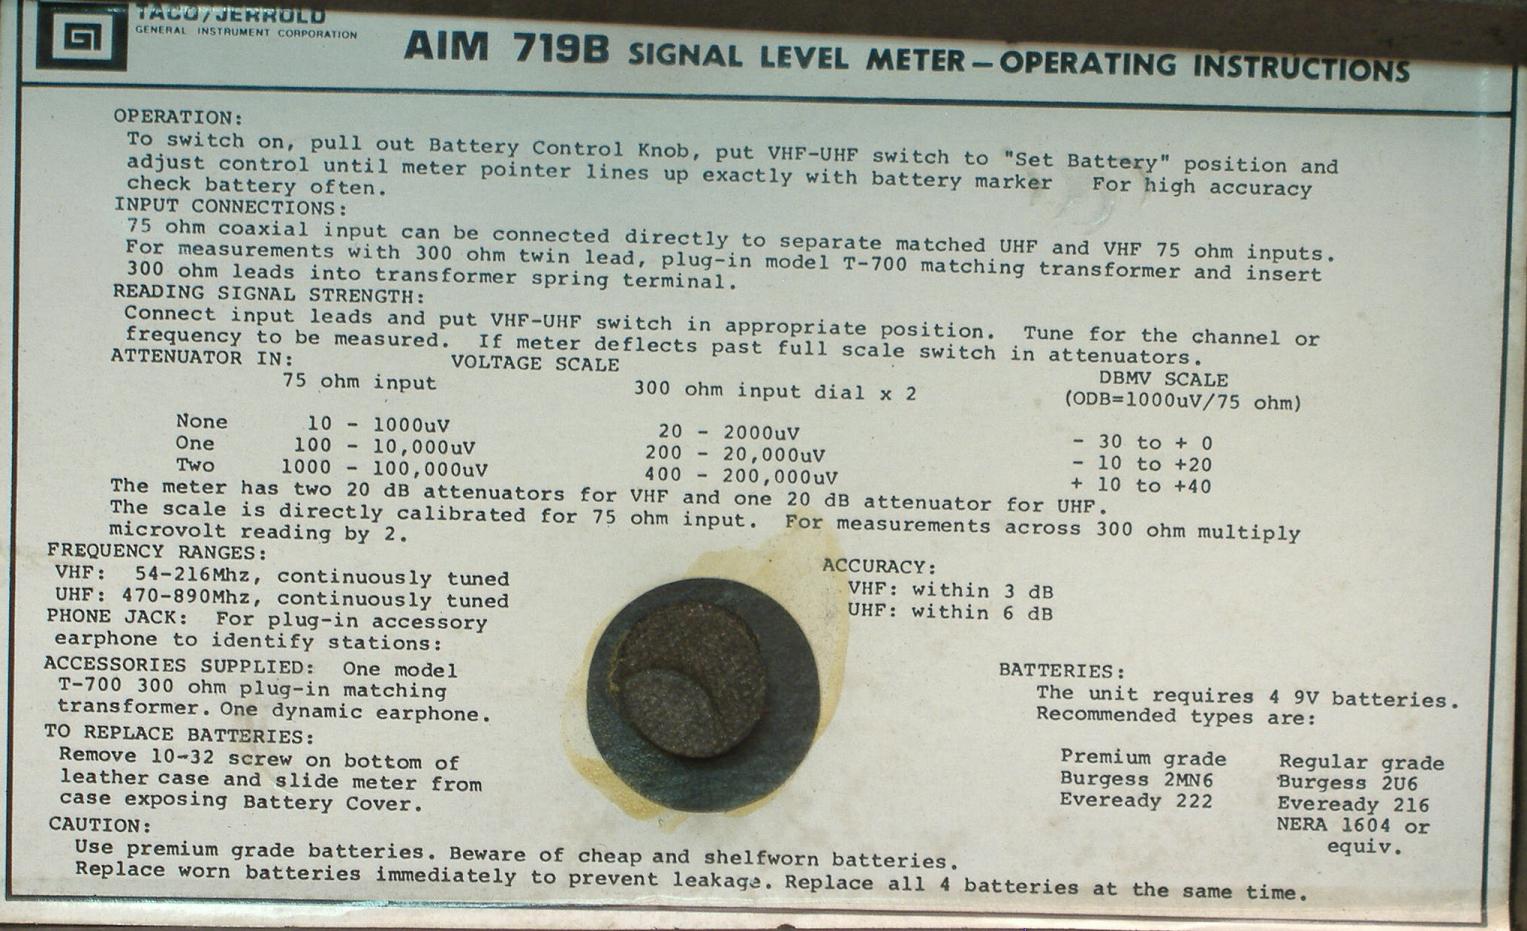 TACO/JERROLD
GENERAL INSTRUMENT CORPORATION
GI
AIM 719B SIGNAL LEVEL METER—OPERATING INSTRUCTIONS
OPERATION:
To switch on, pull out Battery Control Knob, put VHF-UHF switch to "Set Battery" position and
adjust control until meter pointer lines up exactly with battery marker For high accuracy
check battery often.
INPUT CONNECTIONS:
75 ohm coaxial input can be connected directly to separate matched UHF and VHF 75 ohm inputs.
For measurements with 300 ohm twin lead, plug-in model T-700 matching transformer and insert
300 ohm leads into transformer spring terminal.
READING SIGNAL STRENGTH:
Connect input leads and put VHF-UHF switch in appropriate position. Tune for the channel or
frequency to be measured. If meter deflects past full scale switch in attenuators.
ATTENUATOR IN: VOLTAGE SCALE
75 ohm input 300 ohm input dial x 2 DBMV SCALE
(ODB=1000uV/75 ohm)
None 10 - 1000uV 20 - 2000uV - 30 to + 0
One 100 - 10,000uV 200 - 20,000uV - 10 to +20
Two 1000 - 100,000uV 400 - 200,000uV + 10 to +40
The meter has two 20 dB attenuators for VHF and one 20 dB attenuator for UHF.
The scale is directly calibrated for 75 ohm input. For measurements across 300 ohm multiply
microvolt reading by 2.
FREQUENCY RANGES:
VHF: 54-216Mhz, continuously tuned
UHF: 470-890Mhz, continuously tuned
PHONE JACK: For plug-in accessory
earphone to identify stations:
ACCESSORIES SUPPLIED: One model
T-700 300 ohm plug-in matching
transformer. One dynamic earphone.
TO REPLACE BATTERIES:
Remove 10-32 screw on bottom of
leather case and slide meter from
case exposing Battery Cover.
ACCURACY:
VHF: within 3 dB
UHF: within 6 dB
BATTERIES:
The unit requires 4 9V batteries.
Recommended types are:
Premium grade Regular grade
Burgess 2MN6 Burgess 2U6
Eveready 222 Eveready 216
NERA 1604 or
equiv.
CAUTION:
Use premium grade batteries. Beware of cheap and shelfworn batteries.
Replace worn batteries immediately to prevent leakage. Replace all 4 batteries at the same time.